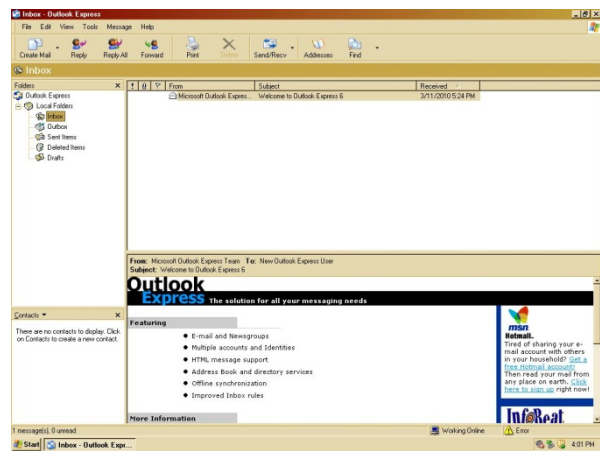 Inbox - Outlook Express
File Edit View Tools Message Help
Create Mail Reply Reply All Forward Print Delete Send/Recv Addresses Find
Inbox
Folders
Outlook Express
Local Folders
Inbox
Outbox
Sent Items
Deleted Items
Drafts
! From Subject Received
Microsoft Outlook Expres... Welcome to Outlook Express 6 3/11/2010 5:24 PM
From: Microsoft Outlook Express Team To: New Outlook Express User
Subject: Welcome to Outlook Express 6
Outlook
Express The solution for all your messaging needs
Featuring
• E-mail and Newsgroups
• Multiple accounts and Identities
• HTML message support
• Address Book and directory services
• Offline synchronization
• Improved Inbox rules
More Information
msn
Hotmail.
Tired of sharing your e-
mail account with others
in your household? Get a
free Hotmail account!
Then read your mail from
any place on earth. Click
here to sign up right now!
InfoBeat
Contacts
There are no contacts to display. Click
on Contacts to create a new contact.
1 message(s), 0 unread Working Online Error
Start Inbox - Outlook Expr... 4:01 PM